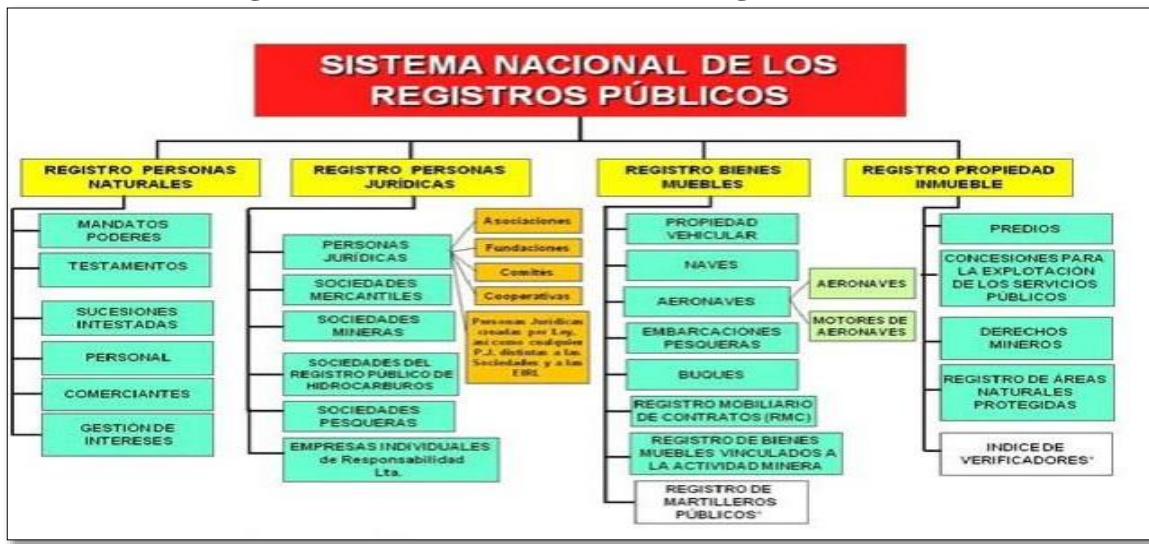 SISTEMA NACIONAL DE LOS
REGISTROS PÚBLICOS
REGISTRO PERSONAS
NATURALES
MANDATOS
PODERES
TESTAMENTOS
SUCESIONES
INTESTADAS
PERSONAL
COMERCIANTES
GESTIÓN DE
INTERESES
REGISTRO PERSONAS
JURÍDICAS
PERSONAS
JURÍDICAS
Asociaciones
Fundaciones
Comités
Cooperativas
Personas Jurídicas
creadas por Ley,
así como cualquier
P.J. distintas a las
Sociedades y a las
EIRL
SOCIEDADES
MERCANTILES
SOCIEDADES
MINERAS
SOCIEDADES DEL
REGISTRO PÚBLICO DE
HIDROCARBUROS
SOCIEDADES
PESQUERAS
EMPRESAS INDIVIDUALES
de Responsabilidad
Lta.
REGISTRO BIENES
MUEBLES
PROPIEDAD
VEHICULAR
NAVES
AERONAVES
AERONAVES
MOTORES DE
AERONAVES
EMBARCACIONES
PESQUERAS
BUQUES
REGISTRO MOBILIARIO
DE CONTRATOS (RMC)
REGISTRO DE BIENES
MUEBLES VINCULADOS A
LA ACTIVIDAD MINERA
REGISTRO DE
MARTILLEROS
PÚBLICOS*
REGISTRO PROPIEDAD
INMUEBLE
PREDIOS
CONCESIONES PARA
LA EXPLOTACIÓN
DE LOS SERVICIOS
PÚBLICOS
DERECHOS
MINEROS
REGISTRO DE ÁREAS
NATURALES
PROTEGIDAS
INDICE DE
VERIFICADORES*